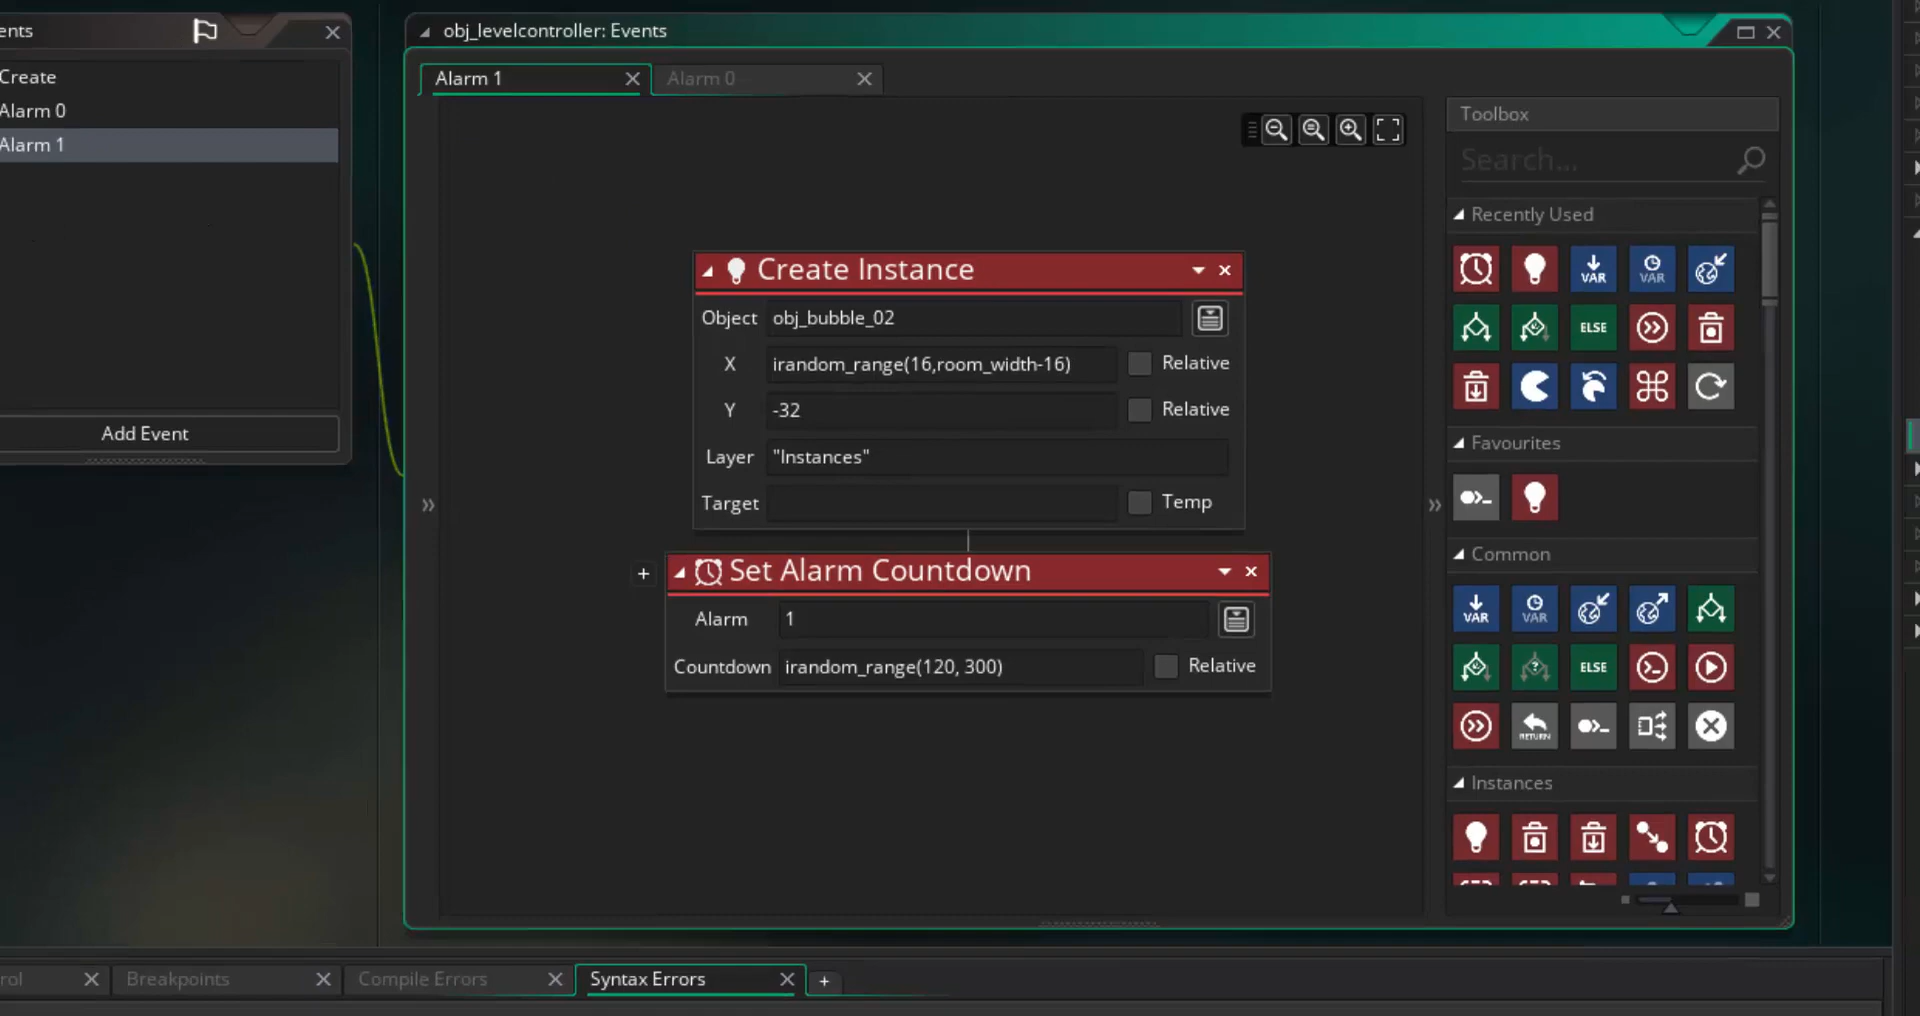 ents
Create
Alarm 0
Alarm 1
Add Event
obj_levelcontroller: Events
Alarm 1
Alarm 0
Create Instance
Object obj_bubble_02
X irandom_range(16,room_width-16) Relative
Y -32 Relative
Layer "Instances"
Target Temp
Set Alarm Countdown
Alarm 1
Countdown irandom_range(120, 300) Relative
Toolbox
Search...
Recently Used
VAR VAR
ELSE
Favourites
Common
VAR VAR
ELSE
RETURN
Instances
rol
Breakpoints
Compile Errors
Syntax Errors